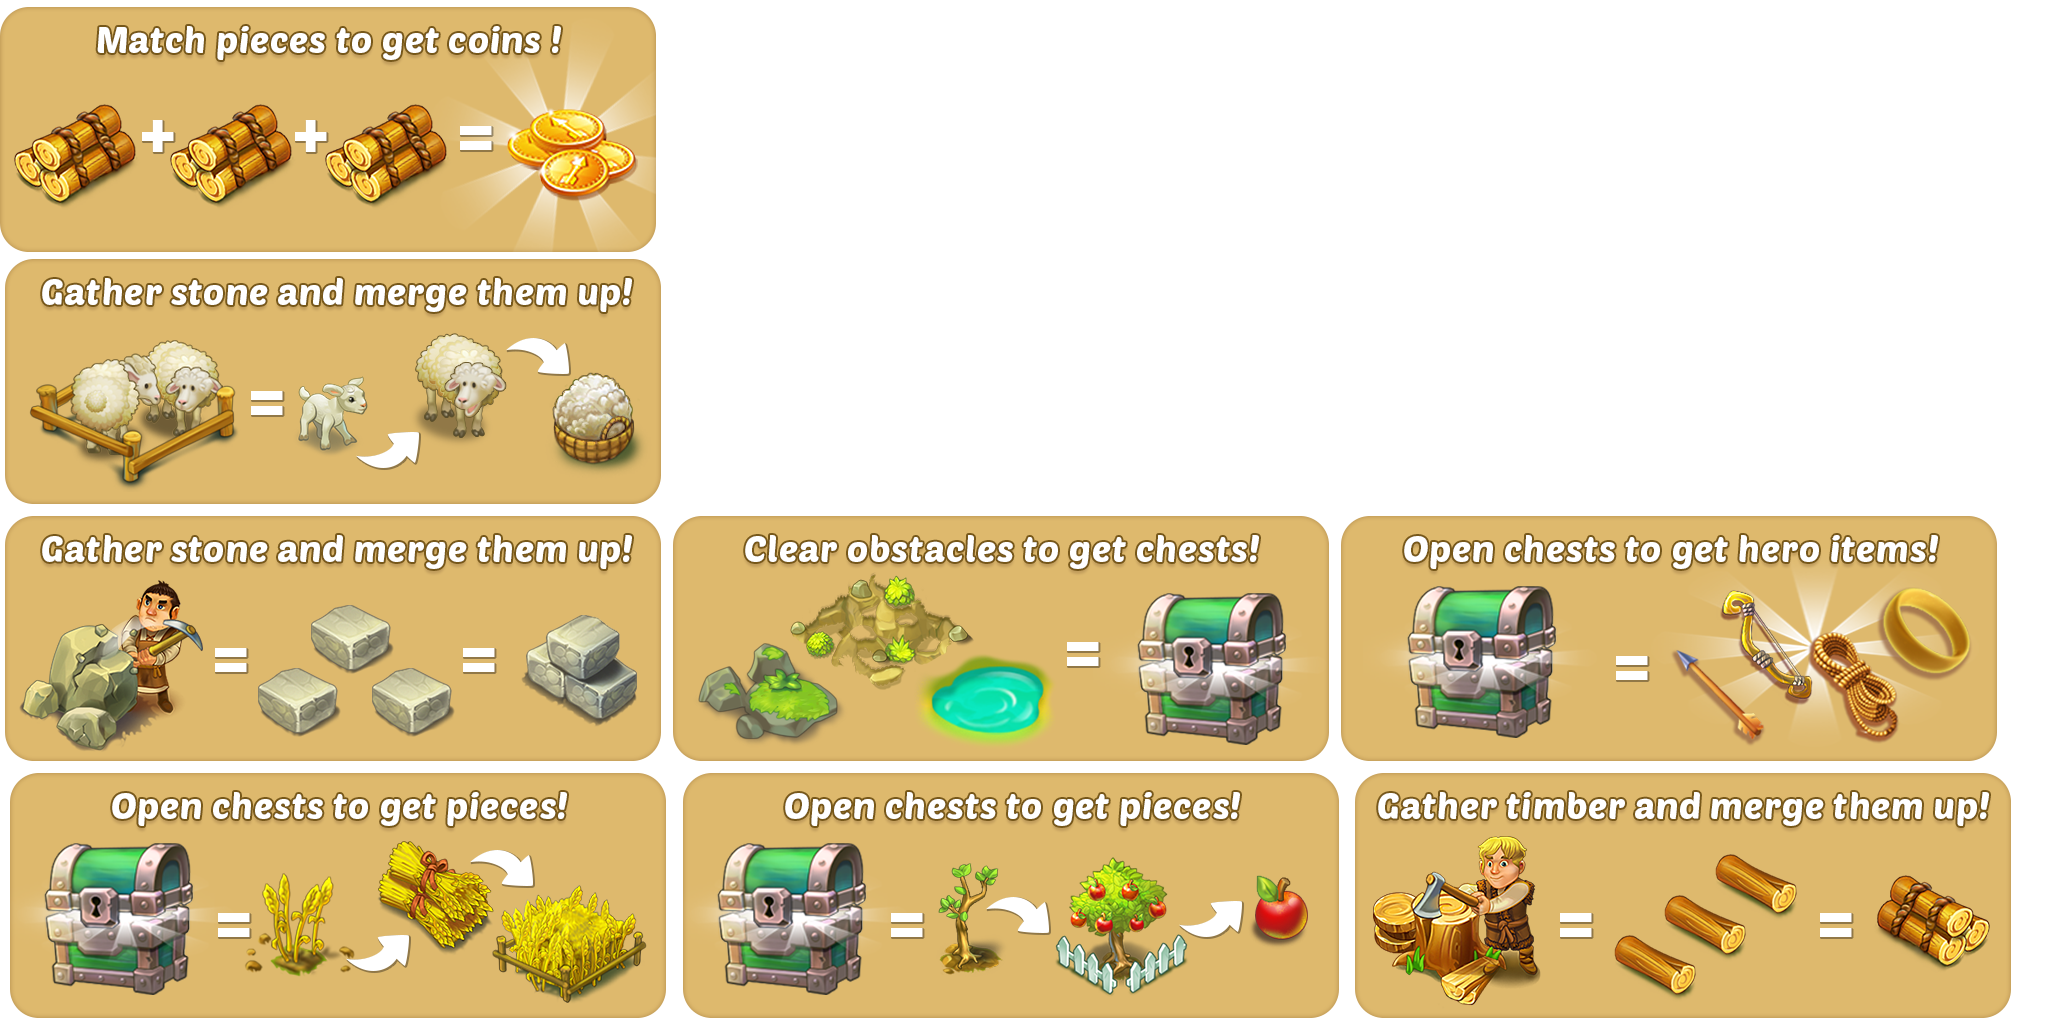 Match pieces to get coins !
Gather stone and merge them up!
Gather stone and merge them up!
Clear obstacles to get chests!
Open chests to get hero items!
Open chests to get pieces!
Open chests to get pieces!
Gather timber and merge them up!